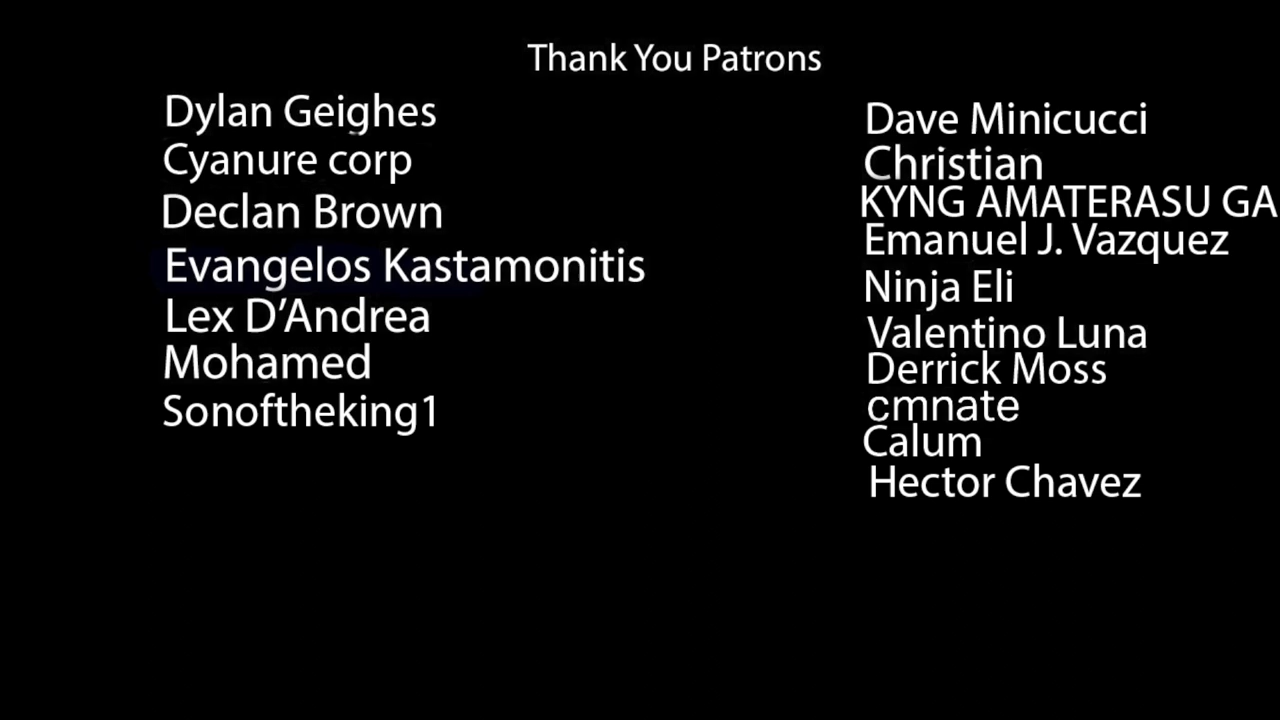 Thank You Patrons
Dylan Geighes
Cyanure corp
Declan Brown
Evangelos Kastamonitis
Lex D’Andrea
Mohamed
Sonoftheking1
Dave Minicucci
Christian
KYNG AMATERASU GA
Emanuel J. Vazquez
Ninja Eli
Valentino Luna
Derrick Moss
cmnate
Calum
Hector Chavez